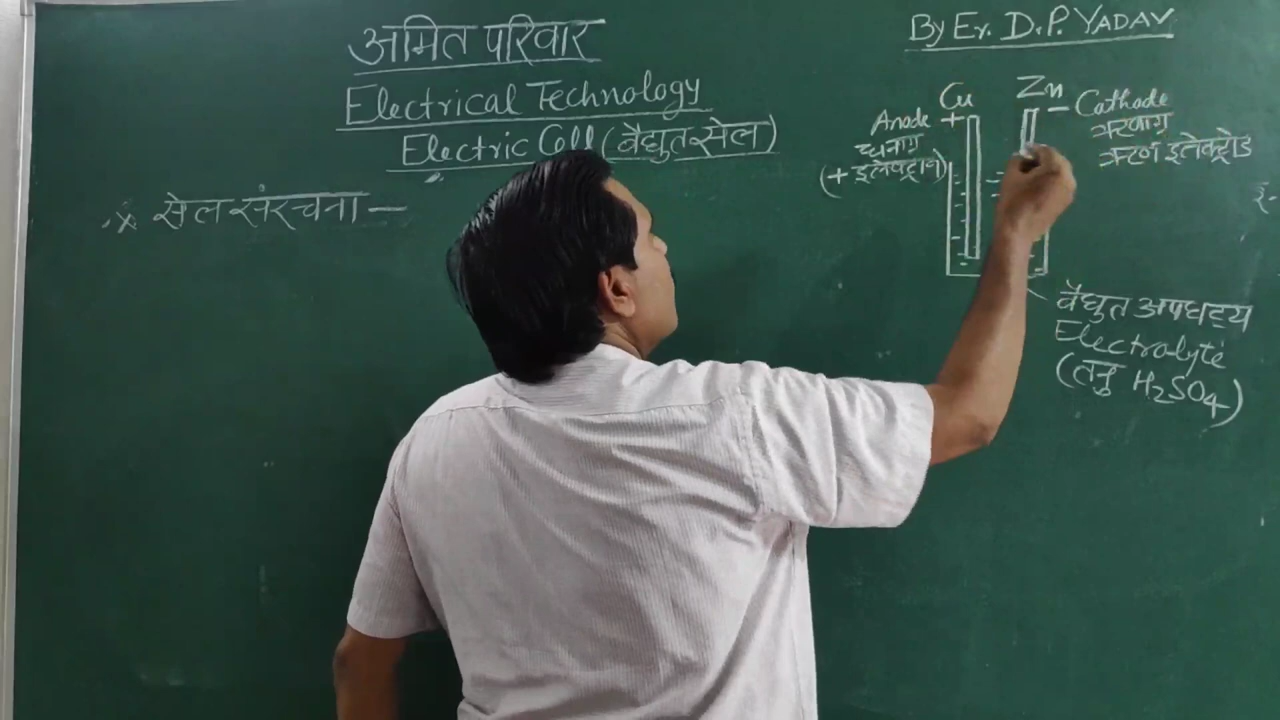 अमित परिवार
By Er. D.P. YADAV
Electrical Technology
Electric Cell (वैधुत सेल)
सेल संरचना —
Cu
Zn
+
Anode
धनाग्र
(+ इलेक्ट्रोड)
— Cathode
ऋणाग्र
ऋण इलेक्ट्रोड
वैधुत अपघट्य
Electrolyte
(तनु H₂SO₄)